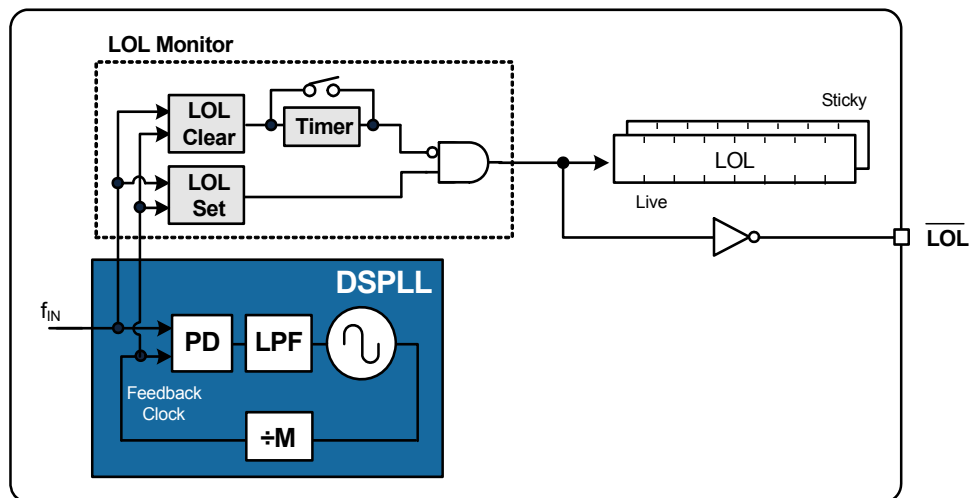 LOL Monitor
LOL
Clear
Timer
LOL
Set
Sticky
LOL
Live
LOL
DSPLL
fIN
PD
LPF
Feedback
Clock
÷M